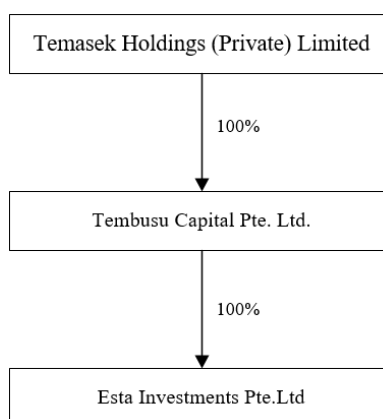 Temasek Holdings (Private) Limited
100%
Tembusu Capital Pte. Ltd.
100%
Esta Investments Pte.Ltd